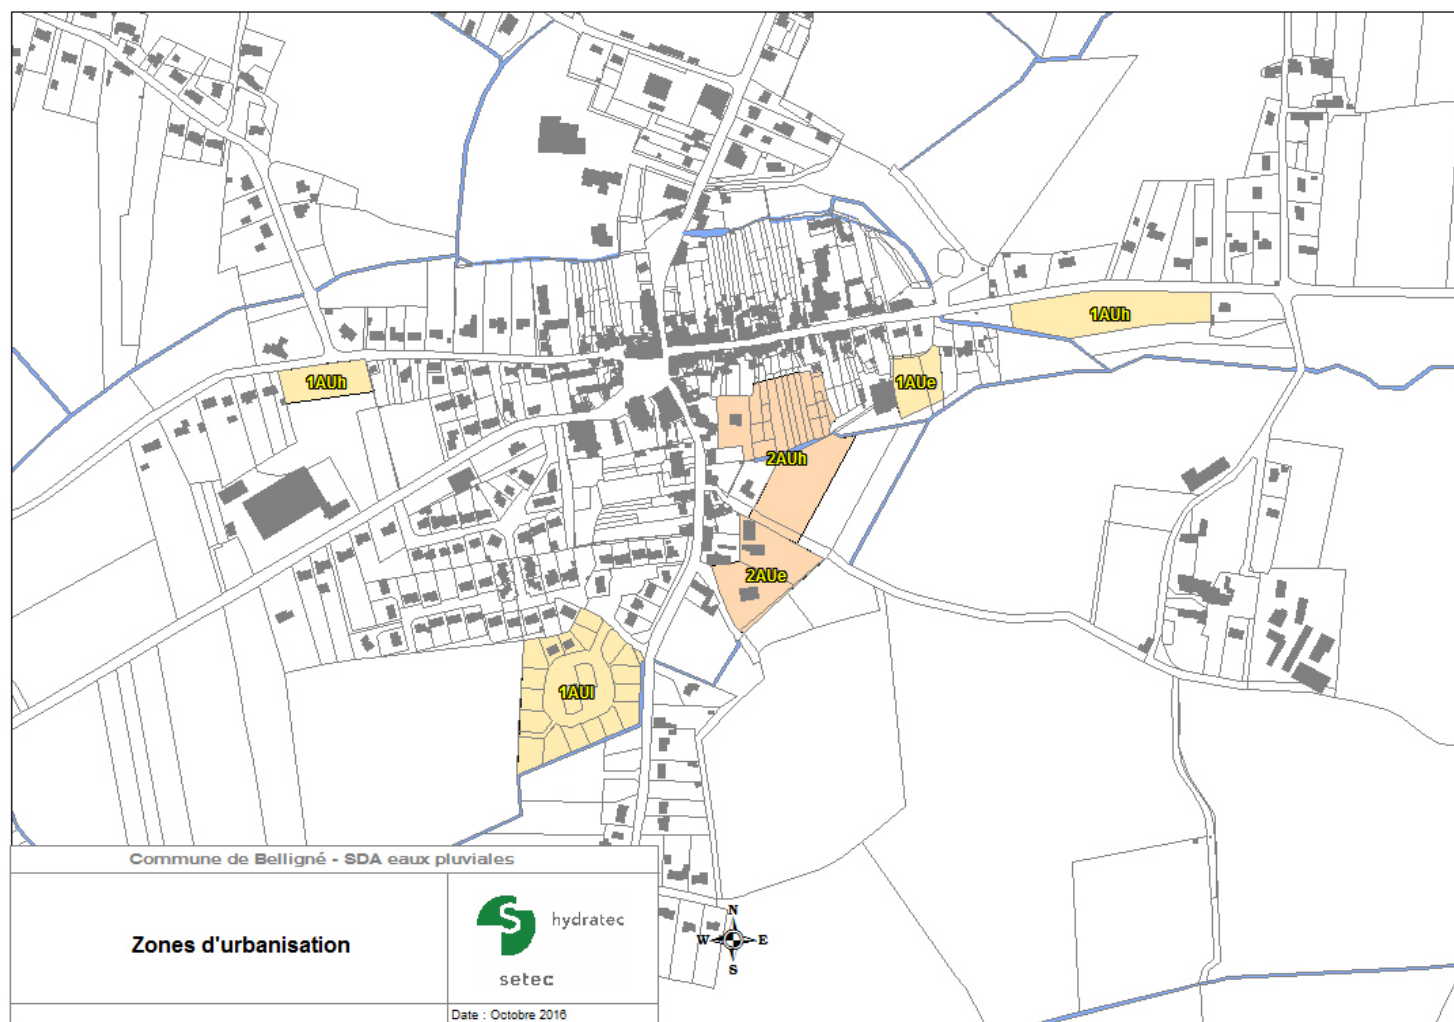 1AUh
1AUh
1AUe
2AUh
2AUe
1AUl
Commune de Belligné - SDA eaux pluviales
Zones d'urbanisation
hydratec
setec
Date : Octobre 2016
N
W E
S